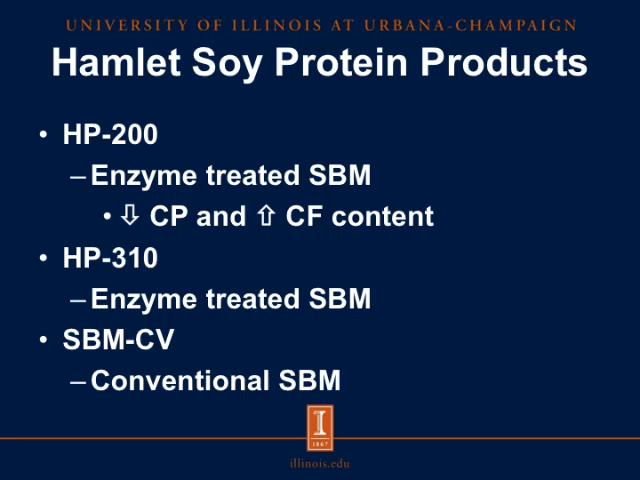 UNIVERSITY OF ILLINOIS AT URBANA-CHAMPAIGN
Hamlet Soy Protein Products
• HP-200
– Enzyme treated SBM
• ⇩ CP and ⇧ CF content
• HP-310
– Enzyme treated SBM
• SBM-CV
– Conventional SBM
I
1867
illinois.edu